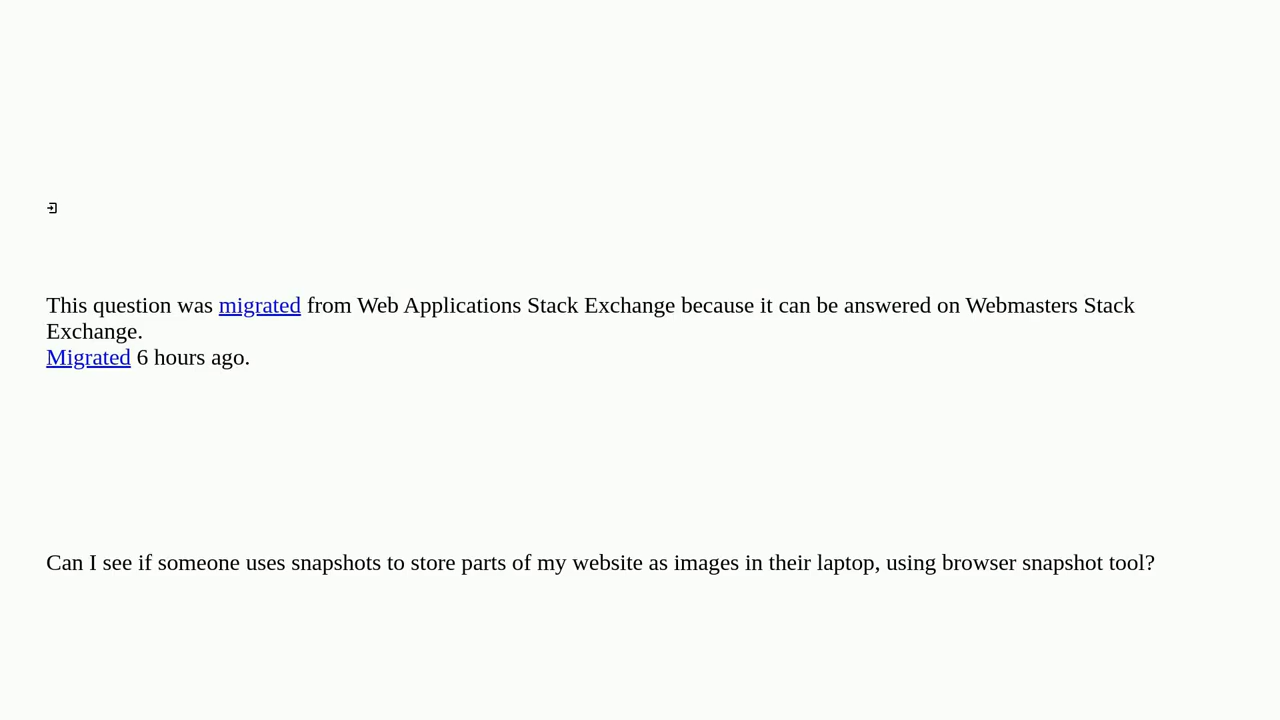 This question was migrated from Web Applications Stack Exchange because it can be answered on Webmasters Stack
Exchange.
Migrated 6 hours ago.
Can I see if someone uses snapshots to store parts of my website as images in their laptop, using browser snapshot tool?